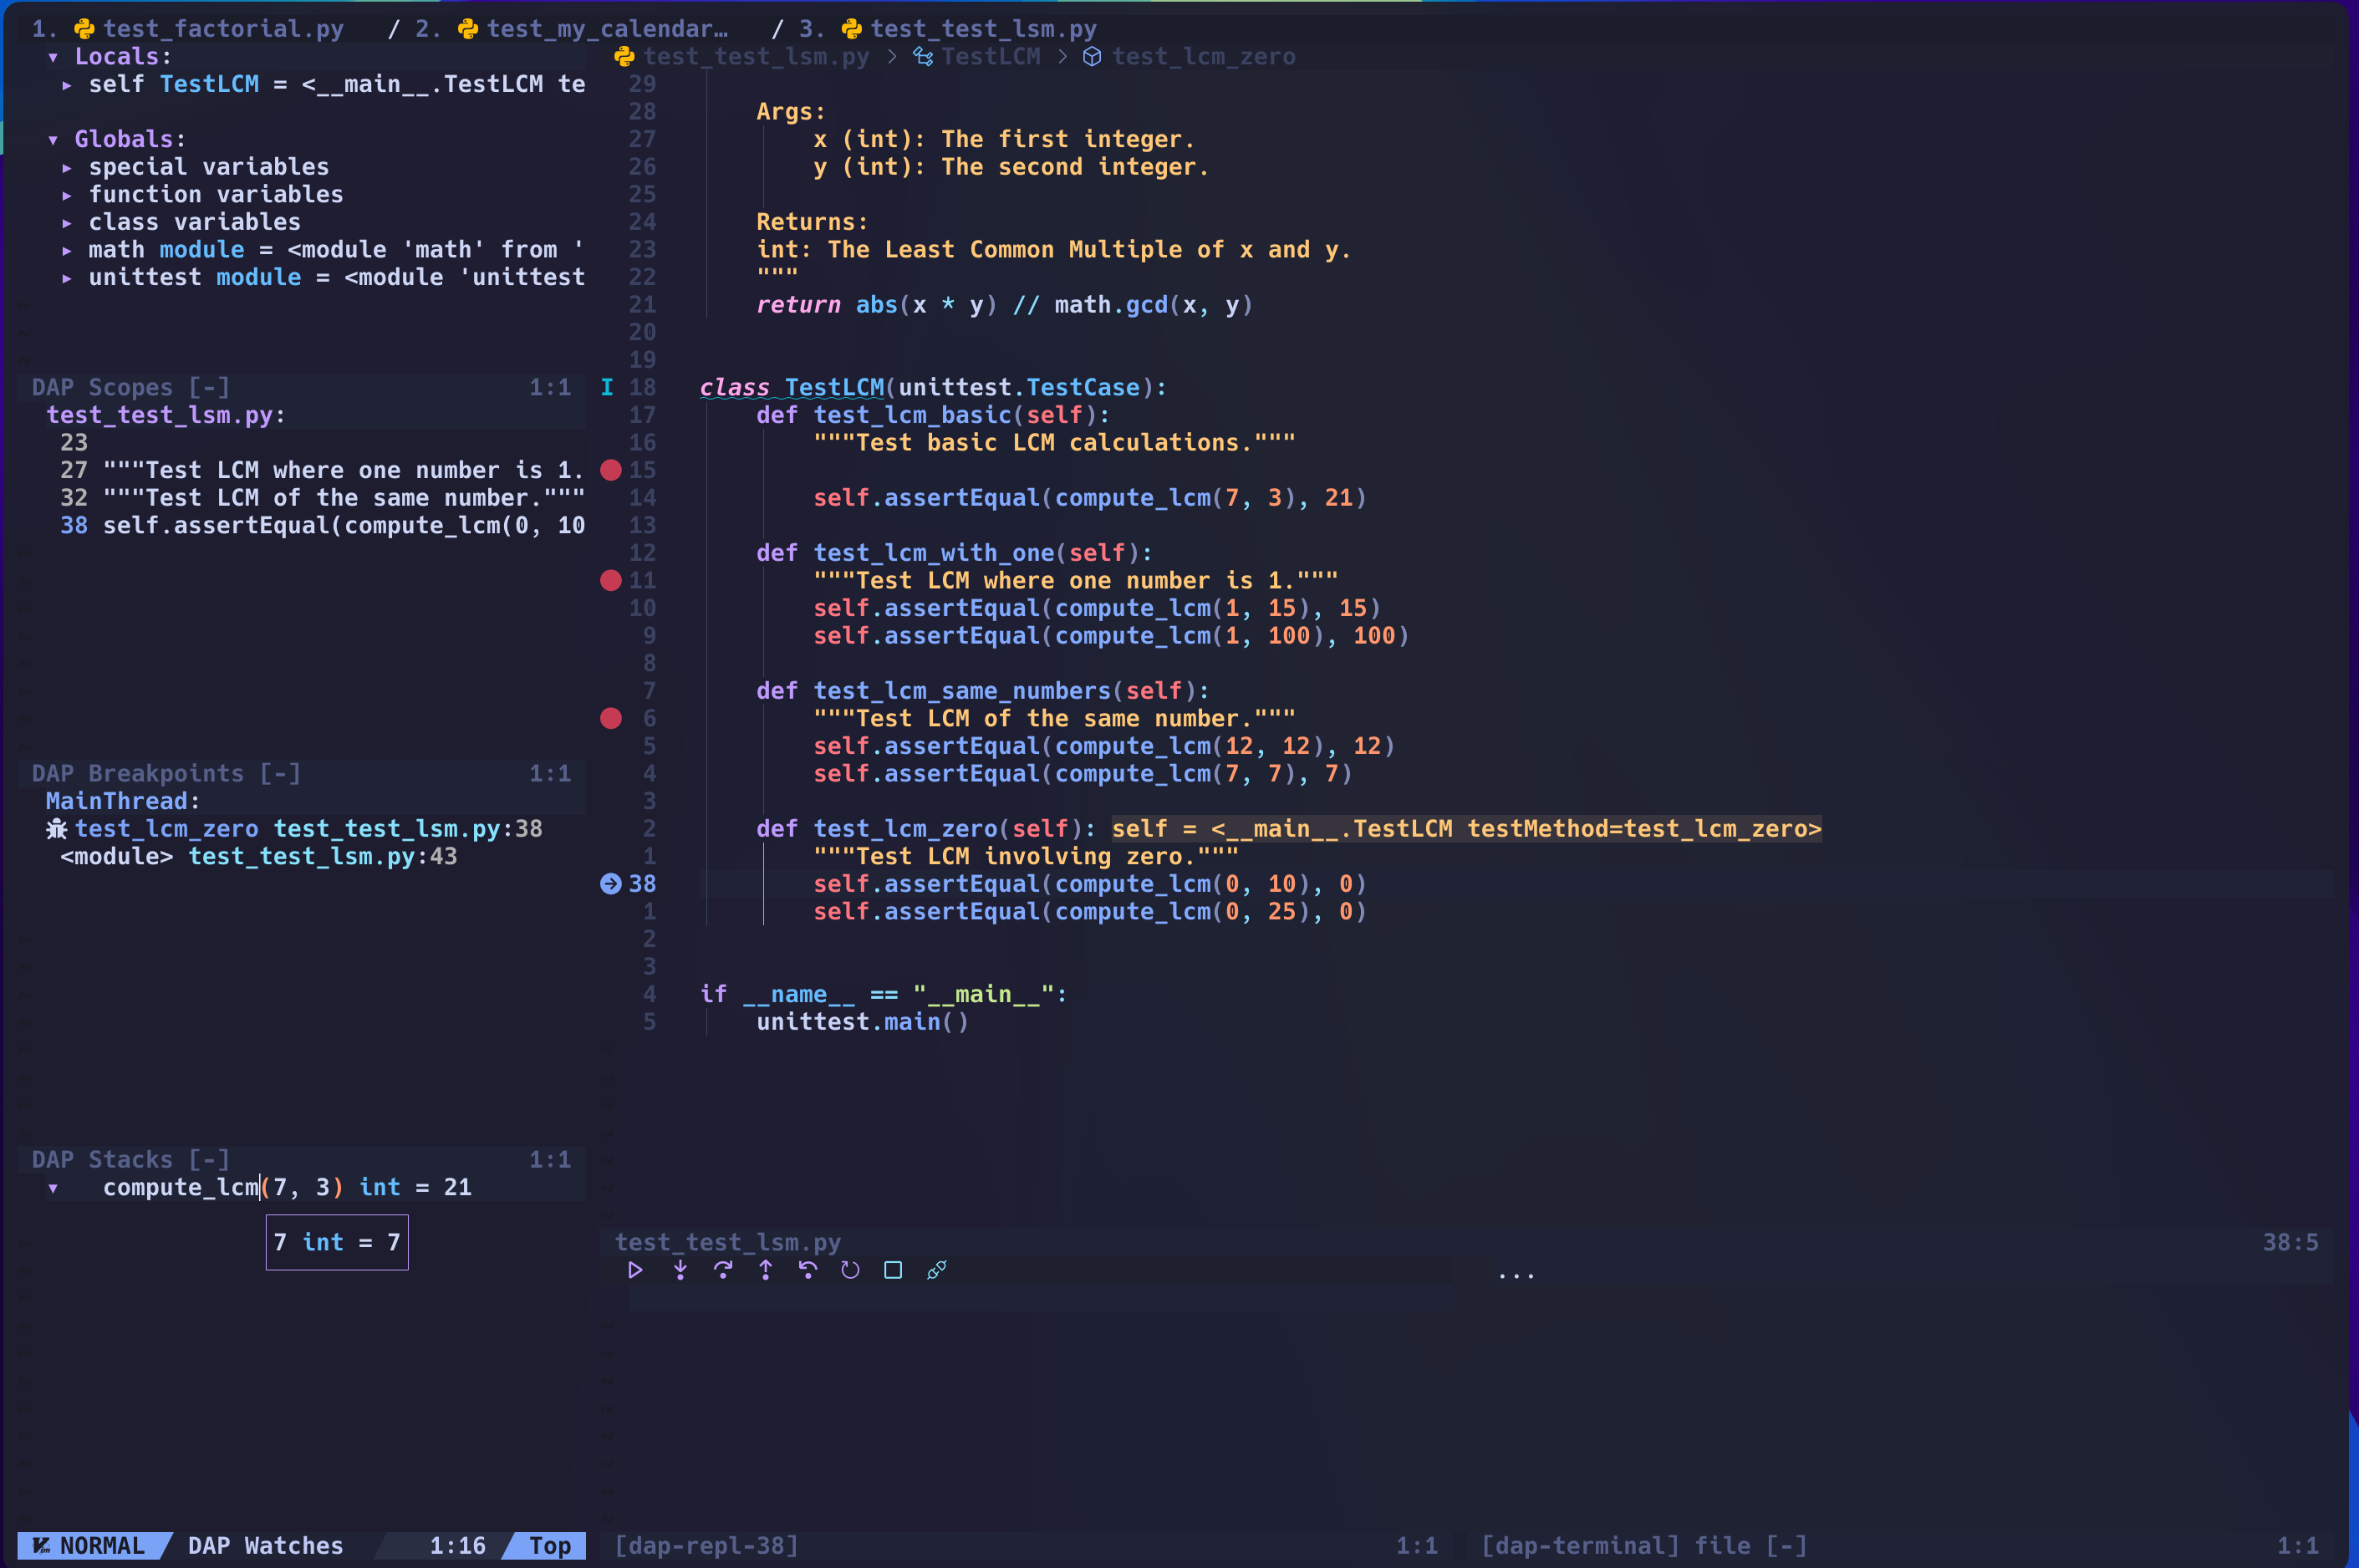 1. test_factorial.py / 2. test_my_calendar… / 3. test_test_lsm.py
Locals:
self TestLCM = <__main__.TestLCM te
Globals:
special variables
function variables
class variables
math module = <module 'math' from '
unittest module = <module 'unittest
DAP Scopes [-] 1:1
test_test_lsm.py:
23
27 """Test LCM where one number is 1.
32 """Test LCM of the same number."""
38 self.assertEqual(compute_lcm(0, 10
DAP Breakpoints [-] 1:1
MainThread:
test_lcm_zero test_test_lsm.py:38
<module> test_test_lsm.py:43
DAP Stacks [-] 1:1
compute_lcm(7, 3) int = 21
7 int = 7
NORMAL DAP Watches 1:16 Top
test_test_lsm.py > TestLCM > test_lcm_zero
29
28 Args:
27 x (int): The first integer.
26 y (int): The second integer.
25
24 Returns:
23 int: The Least Common Multiple of x and y.
22 """
21 return abs(x * y) // math.gcd(x, y)
20
19
I 18 class TestLCM(unittest.TestCase):
17 def test_lcm_basic(self):
16 """Test basic LCM calculations."""
15
14 self.assertEqual(compute_lcm(7, 3), 21)
13
12 def test_lcm_with_one(self):
11 """Test LCM where one number is 1."""
10 self.assertEqual(compute_lcm(1, 15), 15)
9 self.assertEqual(compute_lcm(1, 100), 100)
8
7 def test_lcm_same_numbers(self):
6 """Test LCM of the same number."""
5 self.assertEqual(compute_lcm(12, 12), 12)
4 self.assertEqual(compute_lcm(7, 7), 7)
3
2 def test_lcm_zero(self): self = <__main__.TestLCM testMethod=test_lcm_zero>
1 """Test LCM involving zero."""
38 self.assertEqual(compute_lcm(0, 10), 0)
1 self.assertEqual(compute_lcm(0, 25), 0)
2
3
4 if __name__ == "__main__":
5 unittest.main()
test_test_lsm.py 38:5
...
[dap-repl-38] 1:1
[dap-terminal] file [-] 1:1